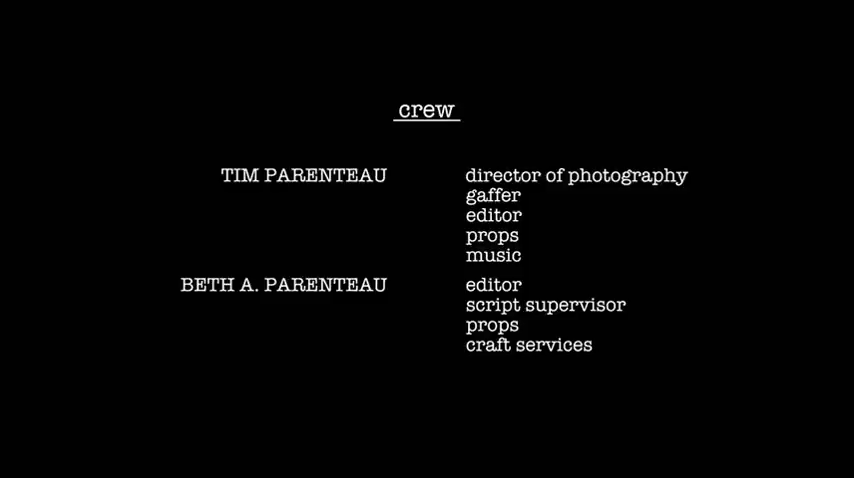 crew
TIM PARENTEAU director of photography
gaffer
editor
props
music
BETH A. PARENTEAU editor
script supervisor
props
craft services